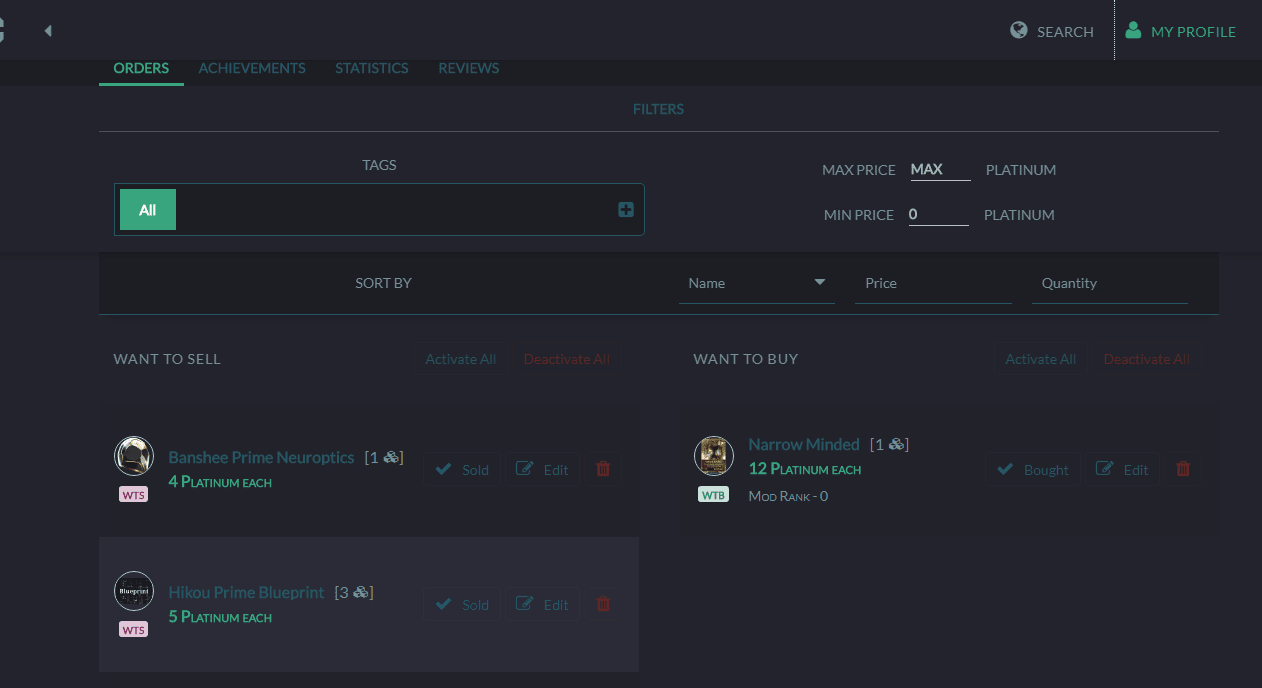 SEARCH MY PROFILE
ORDERS ACHIEVEMENTS STATISTICS REVIEWS
FILTERS
TAGS
All
MAX PRICE MAX PLATINUM
MIN PRICE 0 PLATINUM
SORT BY Name Price Quantity
WANT TO SELL Activate All Deactivate All
Banshee Prime Neuroptics [1 ]
4 Platinum each
WTS
Sold Edit
Blueprint
Hikou Prime Blueprint [3 ]
5 Platinum each
WTS
Sold Edit
WANT TO BUY Activate All Deactivate All
Narrow Minded [1 ]
12 Platinum each
Mod Rank - 0
WTB
Bought Edit